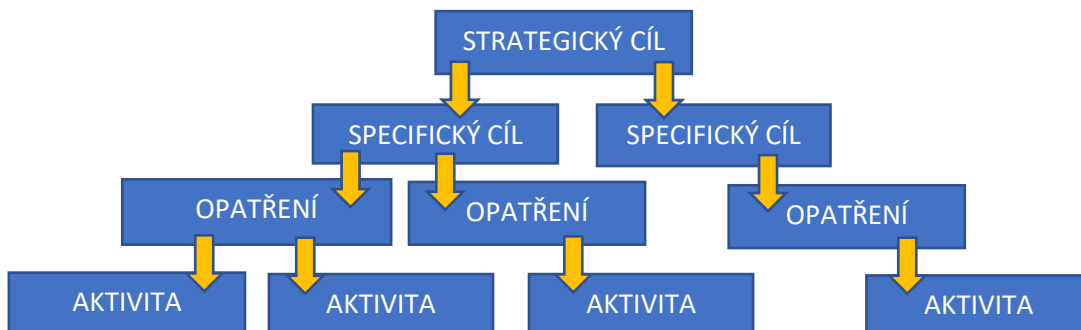 STRATEGICKÝ CÍL
SPECIFICKÝ CÍL
SPECIFICKÝ CÍL
OPATŘENÍ
OPATŘENÍ
OPATŘENÍ
AKTIVITA
AKTIVITA
AKTIVITA
AKTIVITA